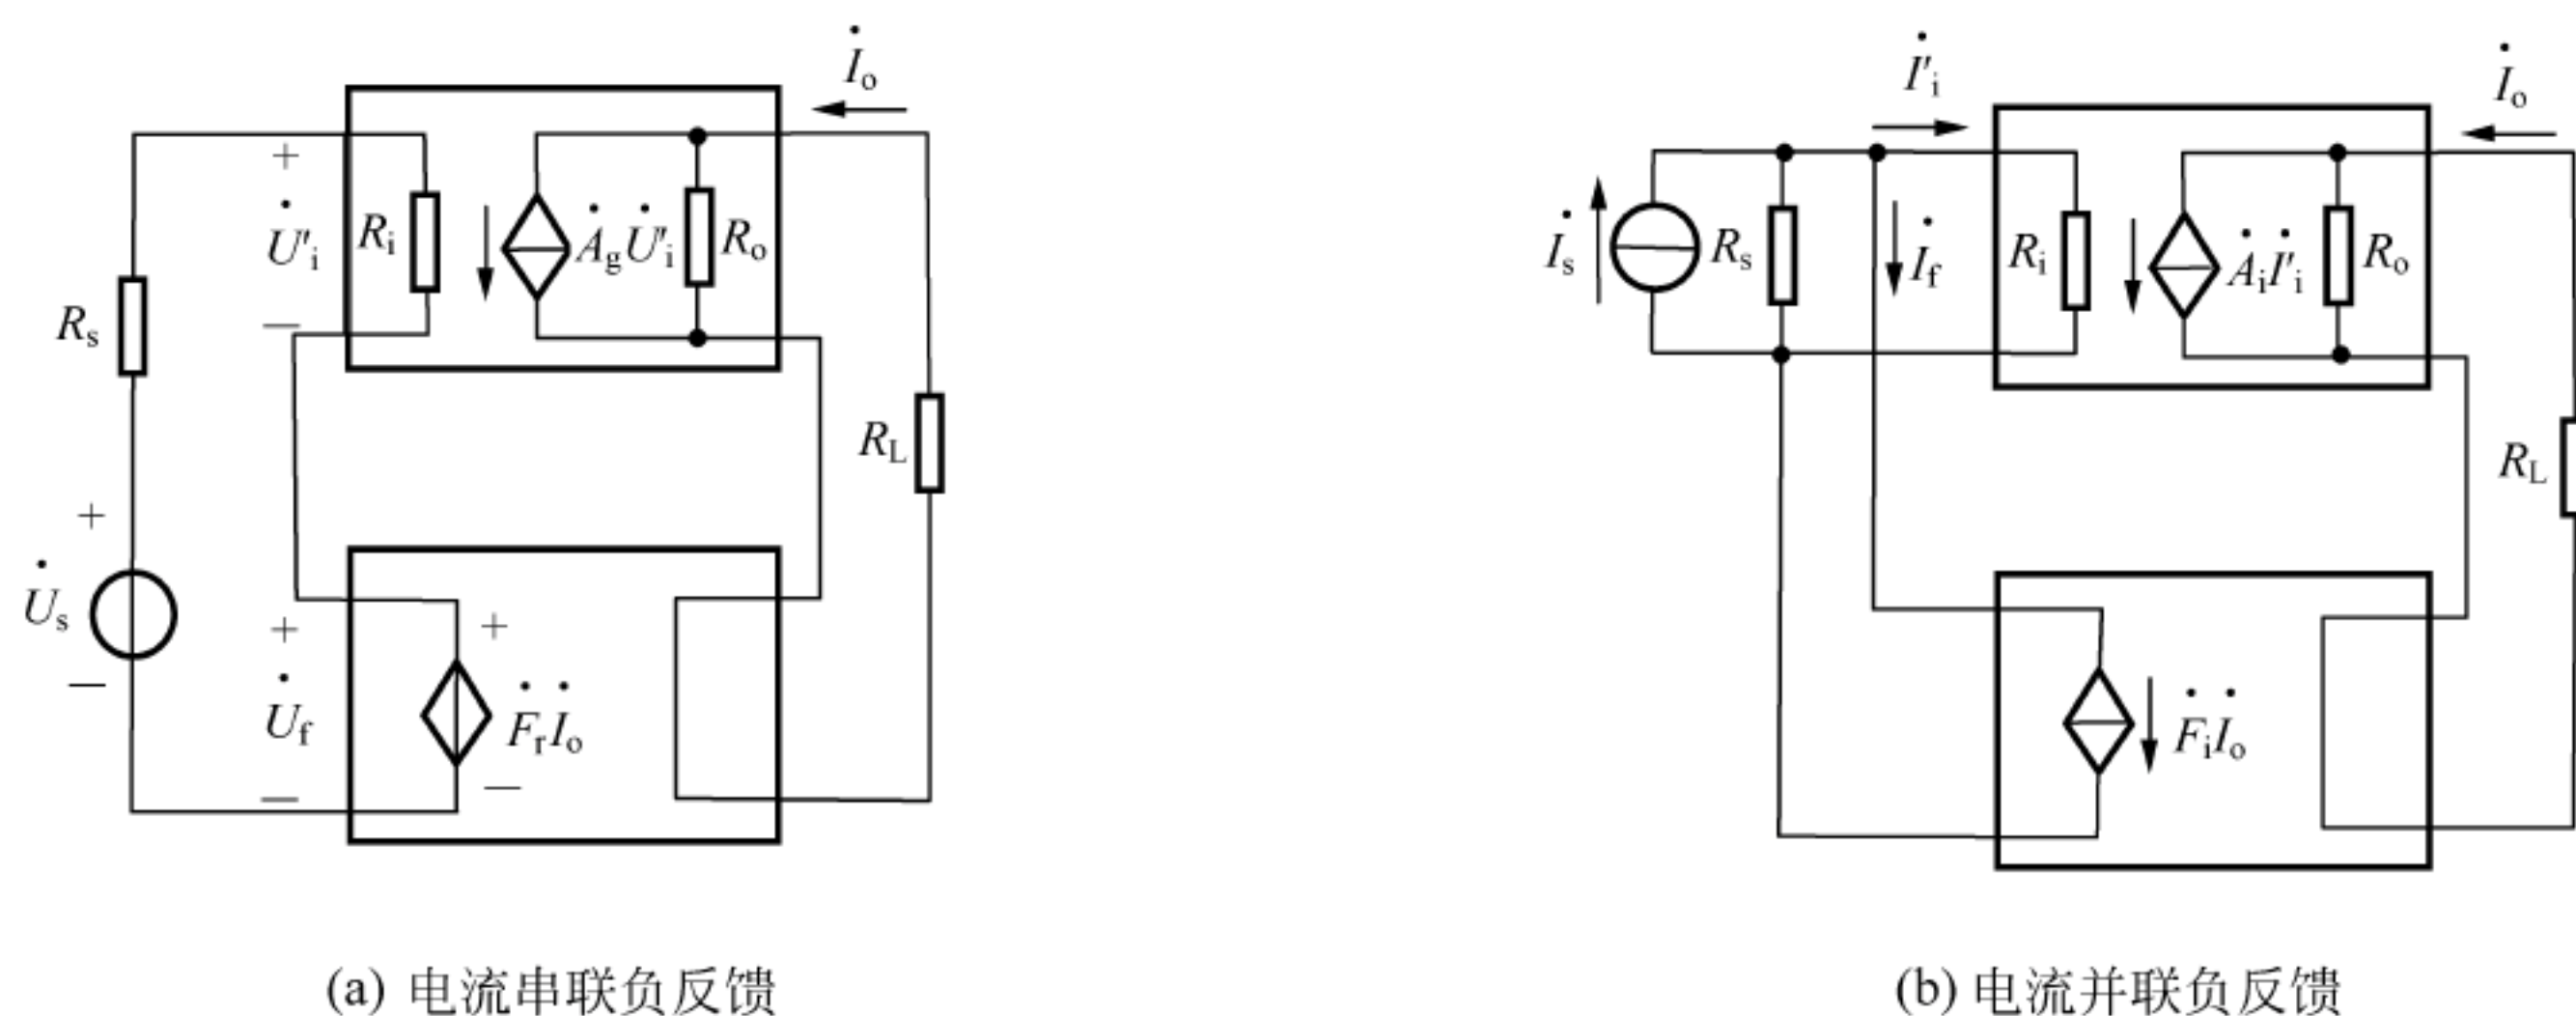 İo
+
U̇'i
Ri
ȦgU̇'i
Ro
−
Rs
RL
+
U̇s
−
+
U̇f
−
+
Ḟrİo
−
(a) 电流串联负反馈
İ'i
İo
İs
Rs
İf
Ri
Ȧiİ'i
Ro
RL
Ḟiİo
(b) 电流并联负反馈